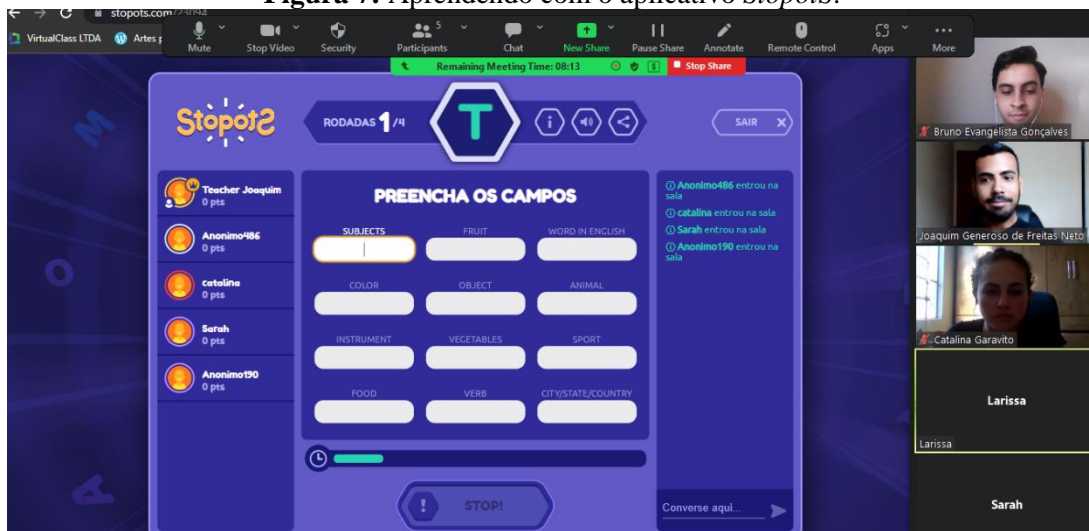 Figura 7. Aprendendo com o aplicativo StopotS.
stopots.com/723094
VirtualClass LTDA
Artes
Mute
Stop Video
Security
Participants
5
Chat
New Share
Pause Share
Annotate
Remote Control
Apps
More
Remaining Meeting Time: 08:13
Stop Share
StopotS
RODADAS 1/4
T
SAIR X
Teacher Joaquim
0 pts
Anonimo486
0 pts
catalina
0 pts
Sarah
0 pts
Anonimo190
0 pts
PREENCHA OS CAMPOS
SUBJECTS
FRUIT
WORD IN ENGLISH
COLOR
OBJECT
ANIMAL
INSTRUMENT
VEGETABLES
SPORT
FOOD
VERB
CITY/STATE/COUNTRY
! STOP!
Anonimo486 entrou na
sala
catalina entrou na sala
Sarah entrou na sala
Anonimo190 entrou na
sala
Converse aqui...
Bruno Evangelista Gonçalves
Joaquim Generoso de Freitas Neto
Catalina Garavito
Larissa
Larissa
Sarah
M
O
A